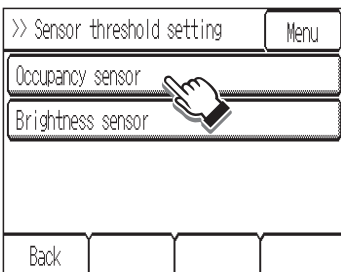 >> Sensor threshold setting
Menu
Occupancy sensor
Brightness sensor
Back